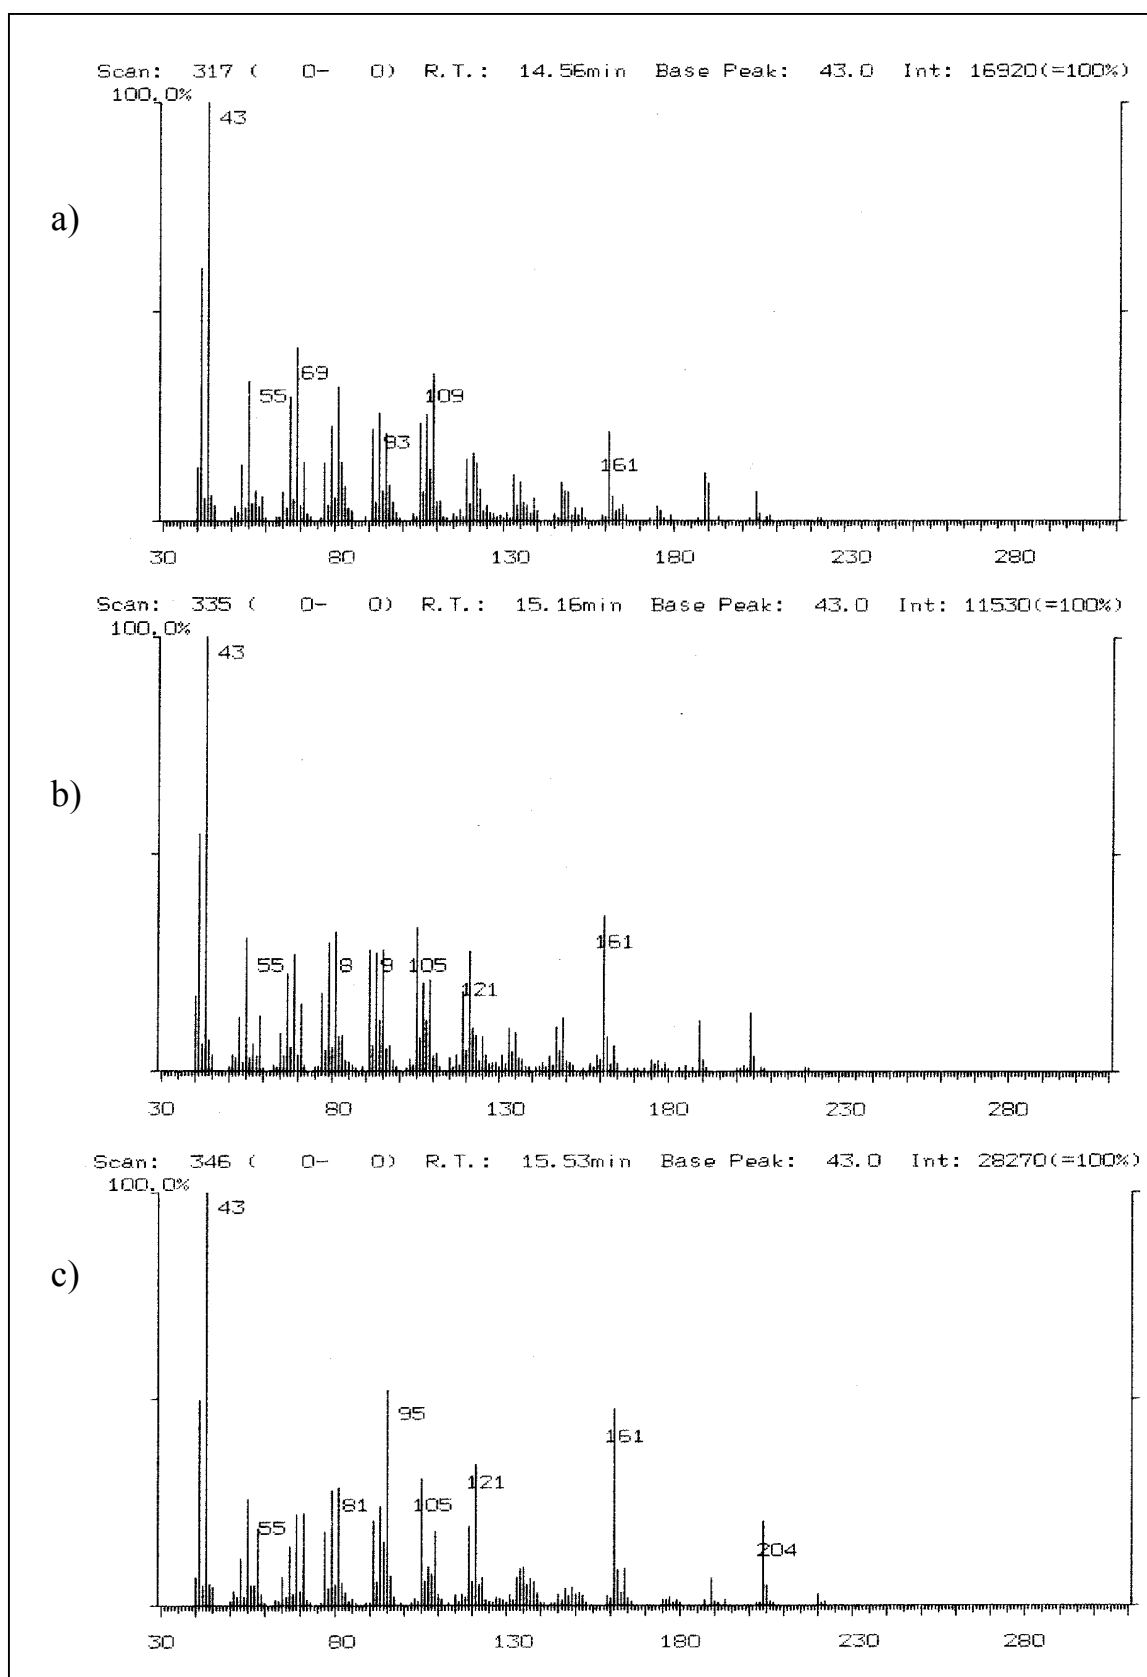 Scan: 317 ( 0- 0) R.T.: 14.56min Base Peak: 43.0 Int: 16920(=100%)
100.0%
43
a)
69
55
109
93
161
30 80 130 180 230 280
Scan: 335 ( 0- 0) R.T.: 15.16min Base Peak: 43.0 Int: 11530(=100%)
100.0%
43
b)
161
55 8 9 105
121
30 80 130 180 230 280
Scan: 346 ( 0- 0) R.T.: 15.53min Base Peak: 43.0 Int: 28270(=100%)
100.0%
43
c)
95
161
121
81 105
55
204
30 80 130 180 230 280